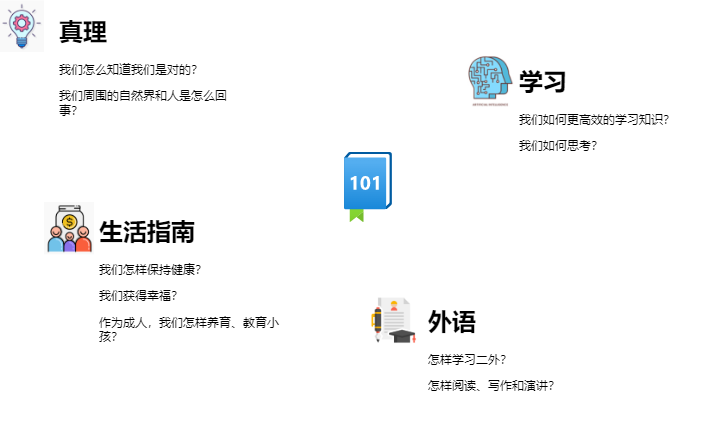 真理
我们怎么知道我们是对的？
我们周围的自然界和人是怎么回
事？
学习
我们如何更高效的学习知识？
我们如何思考？
101
生活指南
我们怎样保持健康？
我们获得幸福？
作为成人，我们怎样养育、教育小
孩？
外语
怎样学习二外？
怎样阅读、写作和演讲？